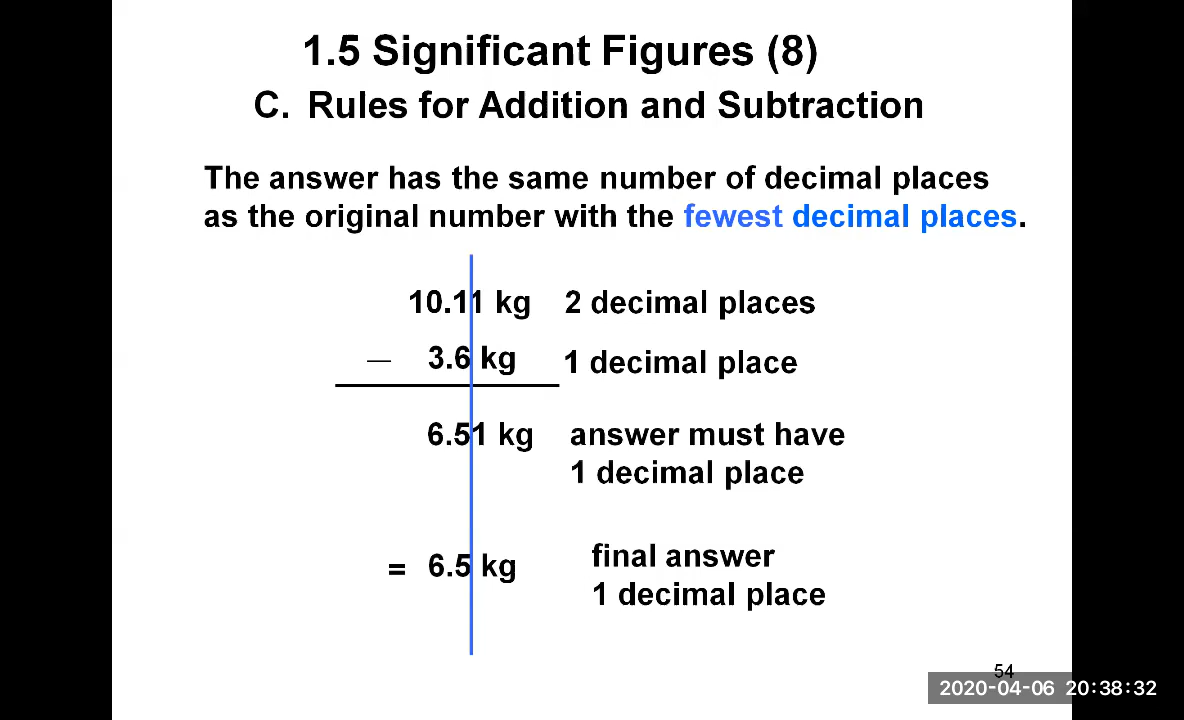 1.5 Significant Figures (8)
C. Rules for Addition and Subtraction
The answer has the same number of decimal places
as the original number with the fewest decimal places.
10.11 kg 2 decimal places
— 3.6 kg 1 decimal place
6.51 kg answer must have
1 decimal place
= 6.5 kg final answer
1 decimal place
54
2020-04-06 20:38:32